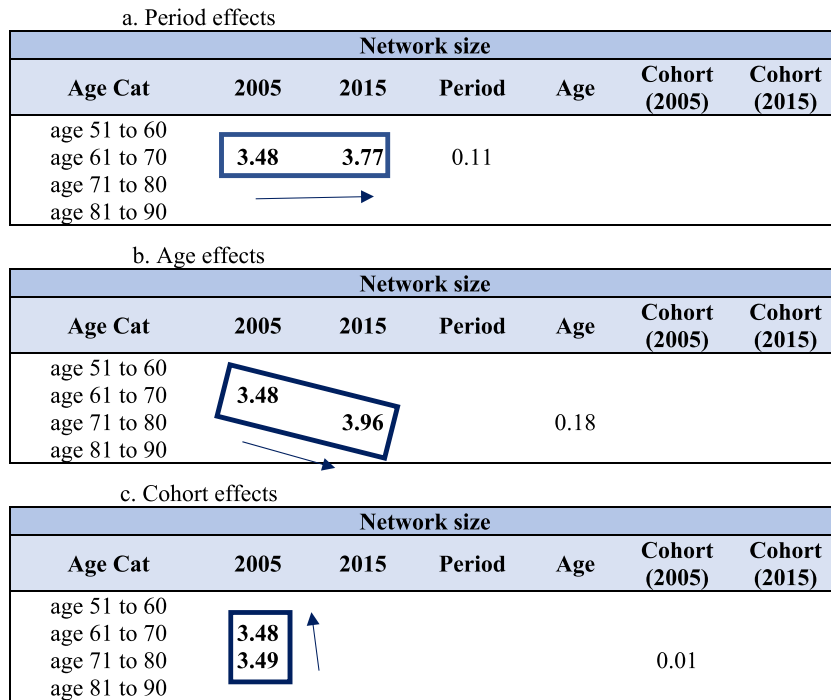 a. Period effects
Network size
Age Cat 2005 2015 Period Age Cohort (2005) Cohort (2015)
age 51 to 60
age 61 to 70 3.48 3.77 0.11
age 71 to 80
age 81 to 90
b. Age effects
Network size
Age Cat 2005 2015 Period Age Cohort (2005) Cohort (2015)
age 51 to 60
age 61 to 70 3.48
age 71 to 80 3.96 0.18
age 81 to 90
c. Cohort effects
Network size
Age Cat 2005 2015 Period Age Cohort (2005) Cohort (2015)
age 51 to 60
age 61 to 70 3.48
age 71 to 80 3.49 0.01
age 81 to 90